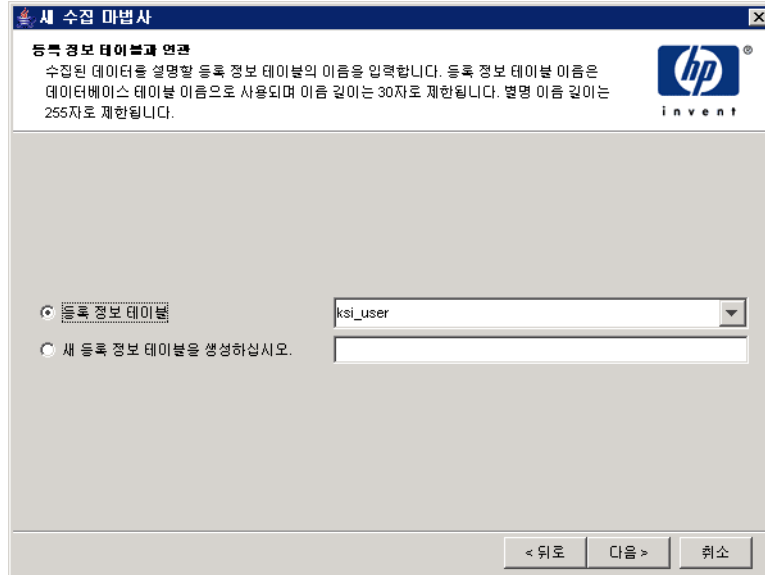 새 수집 마법사
등록 정보 테이블과 연관
수집된 데이터를 설명할 등록 정보 테이블의 이름을 입력합니다. 등록 정보 테이블 이름은
데이터베이스 테이블 이름으로 사용되며 이름 길이는 30자로 제한됩니다. 별명 이름 길이는
255자로 제한됩니다.
hp ®
invent
등록 정보 테이블 ksi_user
새 등록 정보 테이블을 생성하십시오.
< 뒤로 다음 > 취소